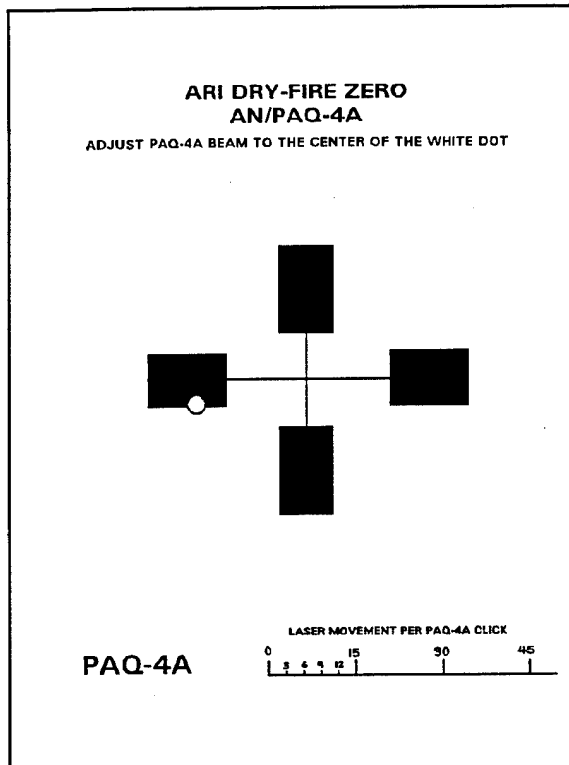 ARI DRY-FIRE ZERO
AN/PAQ-4A
ADJUST PAQ-4A BEAM TO THE CENTER OF THE WHITE DOT
LASER MOVEMENT PER PAQ-4A CLICK
0 15 30 45
3 6 9 12
PAQ-4A